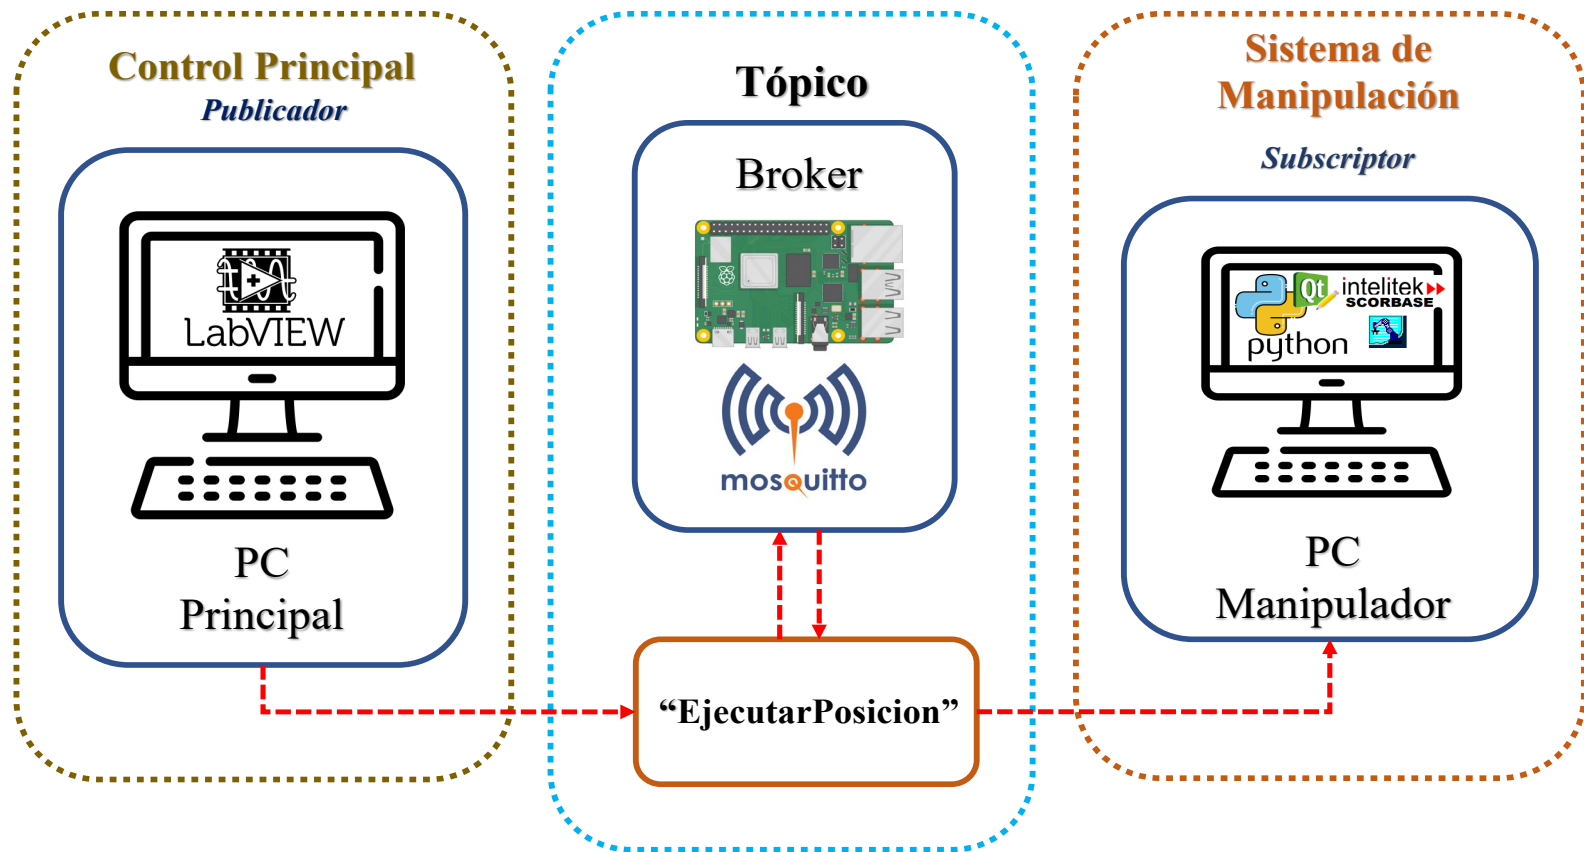 Control Principal
Publicador
LabVIEW
PC
Principal
Tópico
Broker
mosquitto
“EjecutarPosicion”
Sistema de
Manipulación
Subscriptor
Qt
intelitek
SCORBASE
python
PC
Manipulador